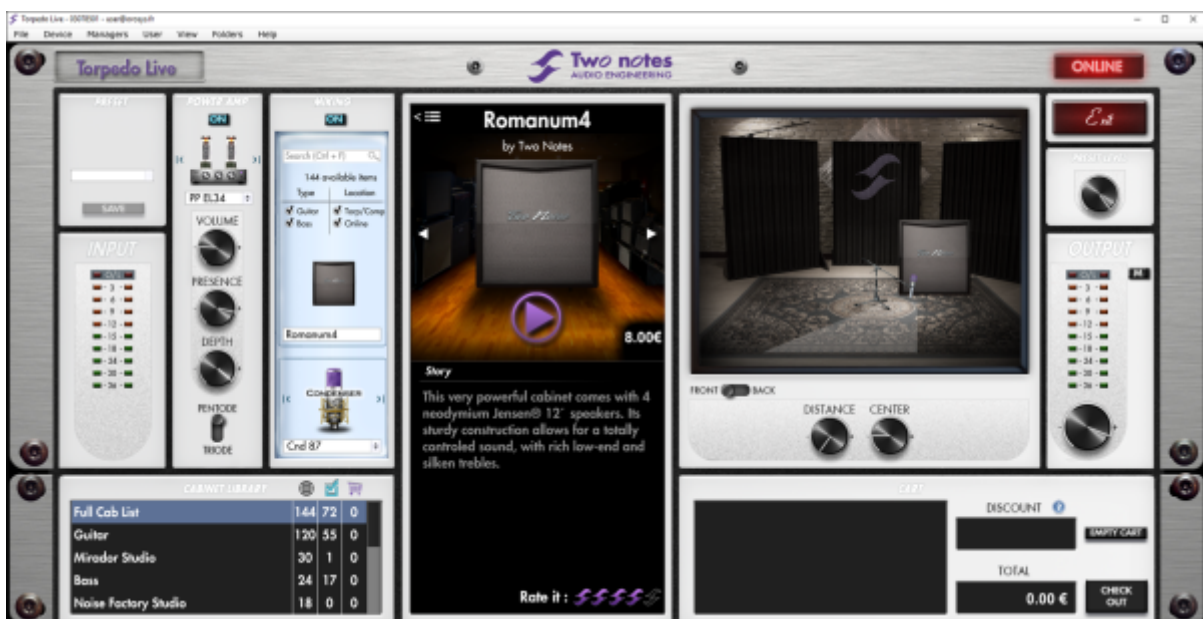 Torpedo Live
File Device Managers User View Folders Help
Torpedo Live
Two notes
AUDIO ENGINEERING
ONLINE
PRESET
SAVE
INPUT
POWER AMP
ON
PP EL34
VOLUME
PRESENCE
DEPTH
PENTODE
TRIODE
MIKING
ON
Search (Ctrl + F)
144 available items
Type Location
Guitar Torp/Comp
Bass Online
Romanum4
CONDENSER
Cnd 87
Romanum4
by Two Notes
8.00€
Story
This very powerful cabinet comes with 4
neodymium Jensen® 12" speakers. Its
sturdy construction allows for a totally
controled sound, with rich low-end and
silken trebles.
Rate it :
FRONT BACK
DISTANCE CENTER
Exit
OUTPUT
M
CABINET LIBRARY
Full Cab List 144 72 0
Guitar 120 55 0
Mirador Studio 30 1 0
Bass 24 17 0
Noise Factory Studio 18 0 0
CART
DISCOUNT
EMPTY CART
TOTAL
0.00 €
CHECK
OUT